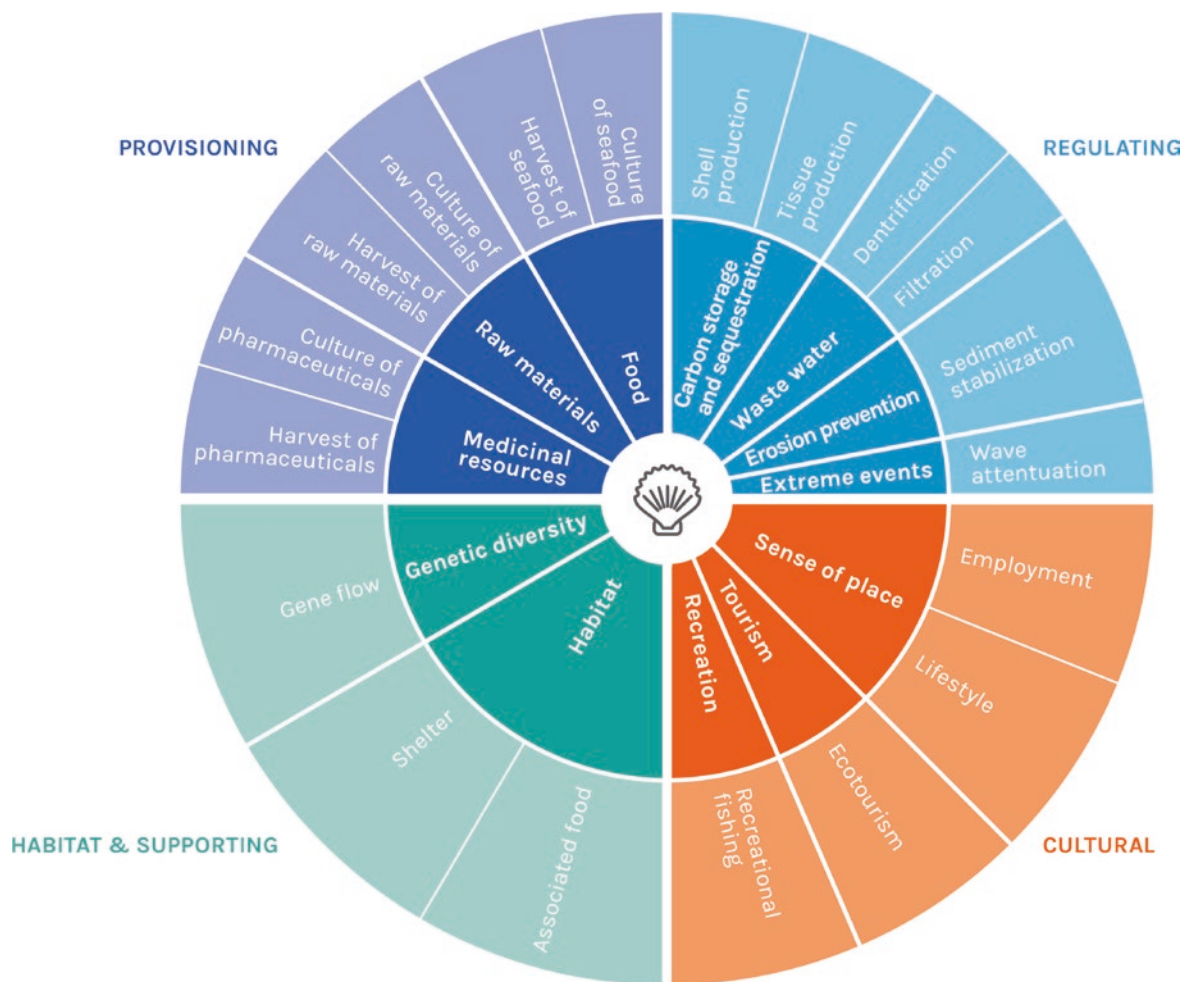 PROVISIONING
REGULATING
HABITAT & SUPPORTING
CULTURAL
Harvest of
pharmaceuticals
Culture of
pharmaceuticals
Harvest of
raw materials
Culture of
raw materials
Harvest of
seafood
Culture
of seafood
Medicinal
resources
Raw materials
Food
Shell
production
Tissue
production
Dentrification
Filtration
Sediment
stabilization
Wave
attentuation
Carbon storage
and sequestration
Waste water
Erosion prevention
Extreme events
Genetic diversity
Habitat
Gene flow
Shelter
Associated food
Sense of place
Tourism
Recreation
Employment
Lifestyle
Ecotourism
Recreational
fishing